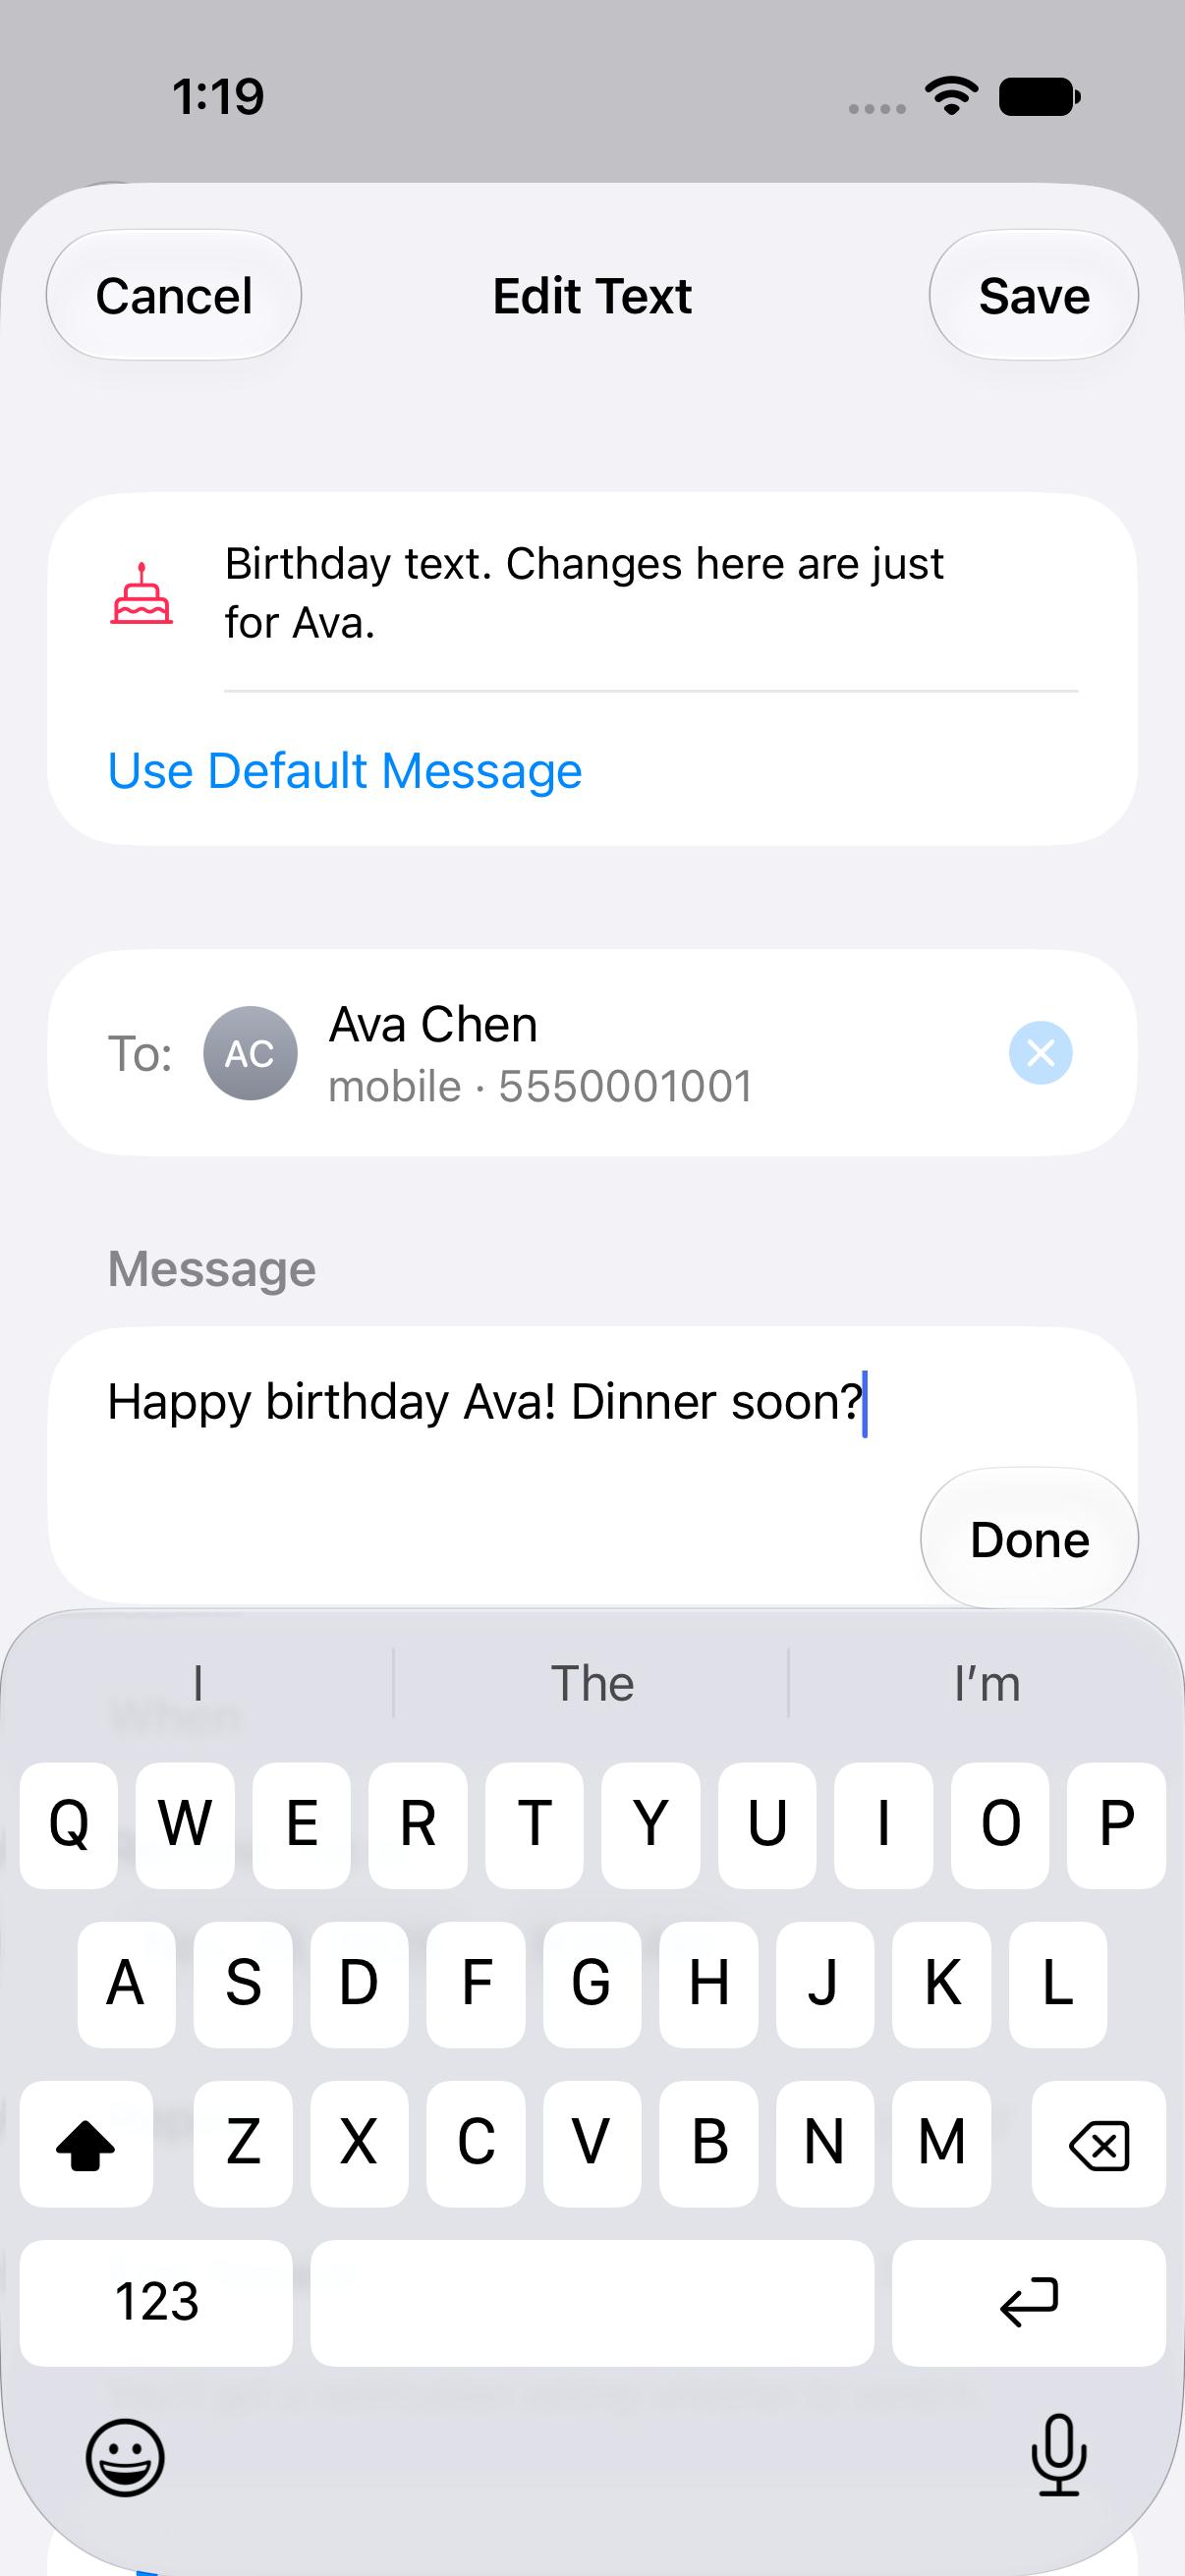 1:19
Cancel
Edit Text
Save
Birthday text. Changes here are just
for Ava.
Use Default Message
To:
AC
Ava Chen
mobile · 5550001001
Message
Happy birthday Ava! Dinner soon?
Done
I
The
I’m
When
Q W E R T Y U I O P
A S D F G H J K L
Z X C V B N M
123